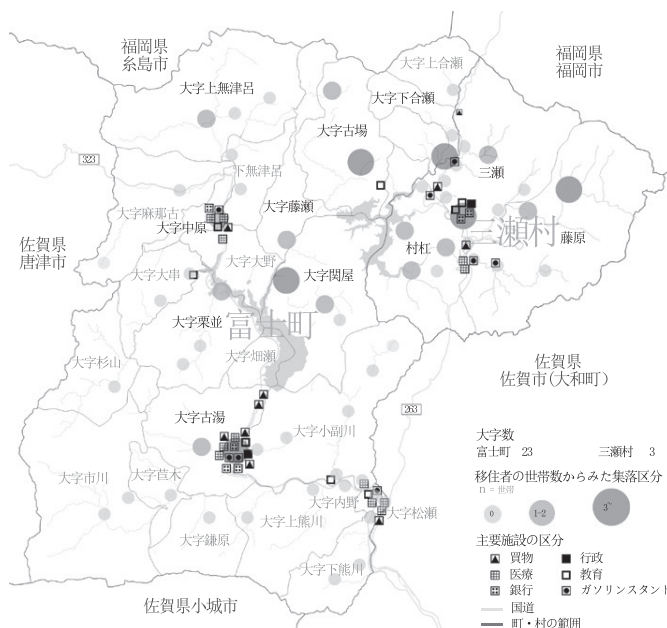 福岡県
糸島市
福岡県
福岡市
大字上合瀬
大字上無津呂
大字下合瀬
大字古場
三瀬
323
下無津呂
大字麻那古
大字藤瀬
大字中原
三瀬村
藤原
佐賀県
唐津市
大字大野
村杠
大字大串
大字関屋
大字栗並
富士町
大字畑瀬
大字杉山
佐賀県
佐賀市(大和町)
263
大字古湯
大字小副川
大字数
富士町 23
三瀬村 3
移住者の世帯数からみた集落区分
n = 世帯
0
1-2
3~
大字市川
大字苣木
大字内野
大字松瀬
大字上熊川
大字鎌原
大字下熊川
佐賀県小城市
主要施設の区分
買物
行政
医療
教育
銀行
ガソリンスタンド
国道
町・村の範囲